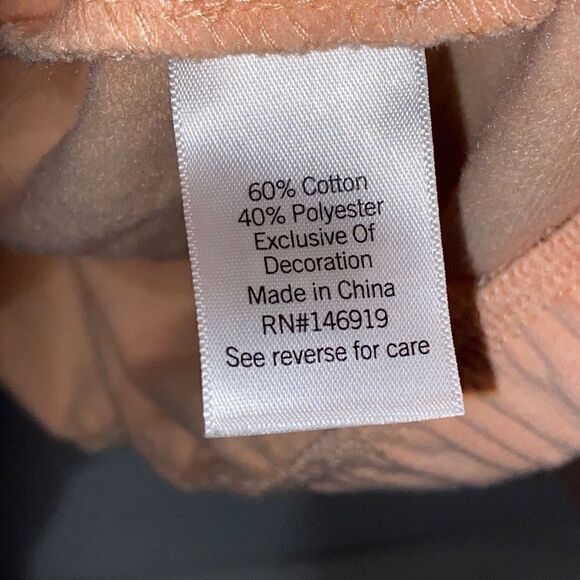 60% Cotton
40% Polyester
Exclusive Of
Decoration
Made in China
RN#146919
See reverse for care